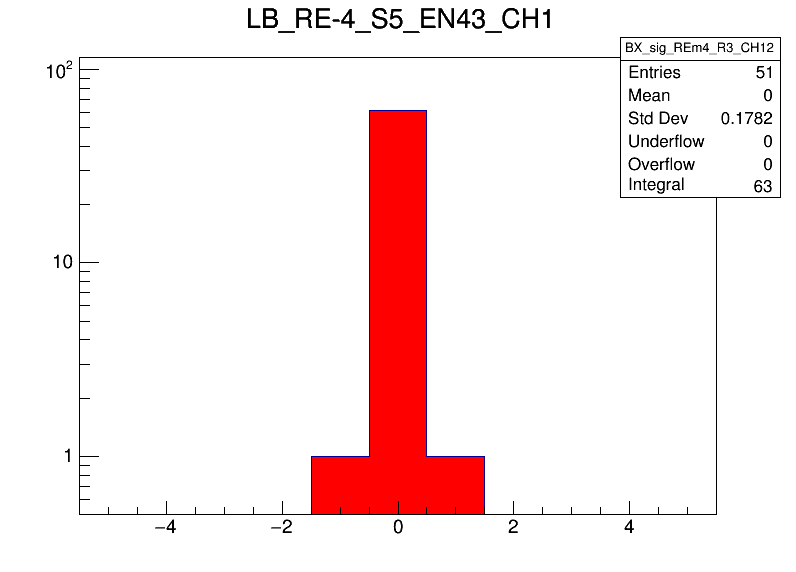 LB_RE-4_S5_EN43_CH1
BX_sig_REm4_R3_CH12
Entries 51
Mean 0
Std Dev 0.1782
Underflow 0
Overflow 0
Integral 63
10²
10
1
−4 −2 0 2 4